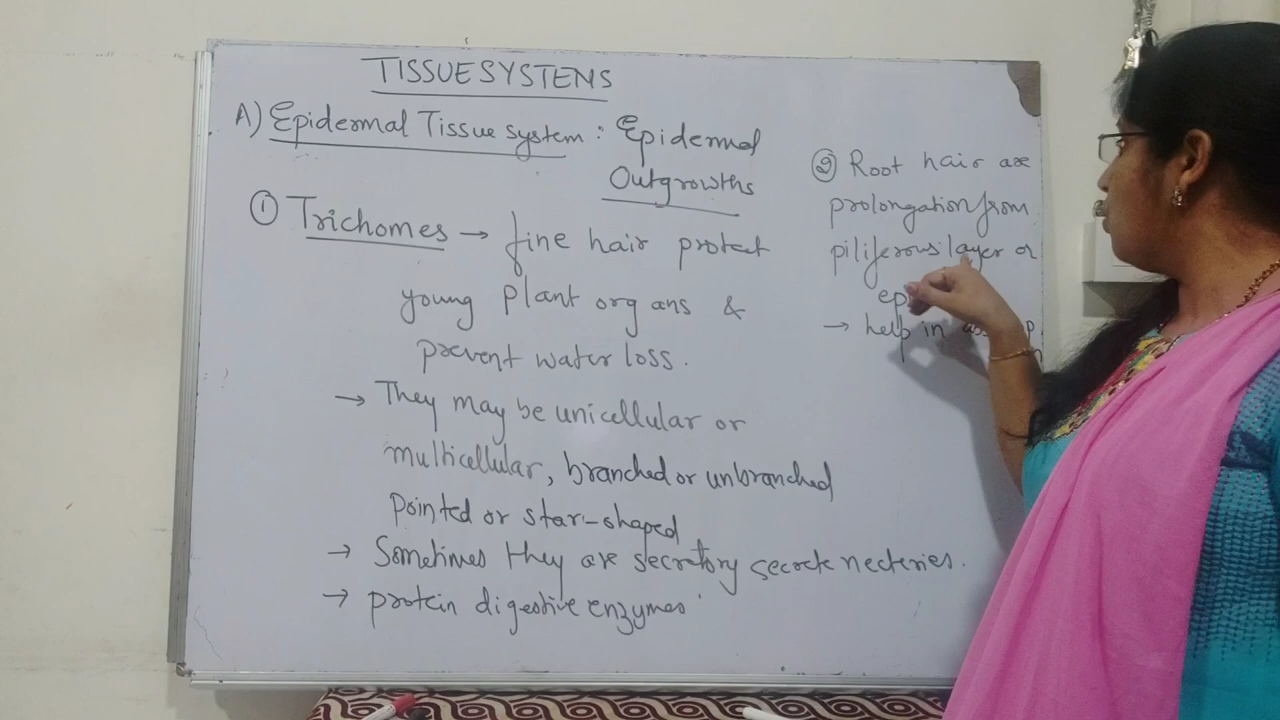 TISSUE SYSTEMS
A) Epidermal Tissue system : Epidermal
Outgrowths
① Trichomes → fine hair protect
young plant organs &
prevent water loss.
→ They may be unicellular or
multicellular, branched or unbranched
pointed or star-shaped
→ Sometimes they are secretory secrete necteries.
→ protein digestive enzymes
② Root hair are
prolongation from
piliferous layer or
→ help in